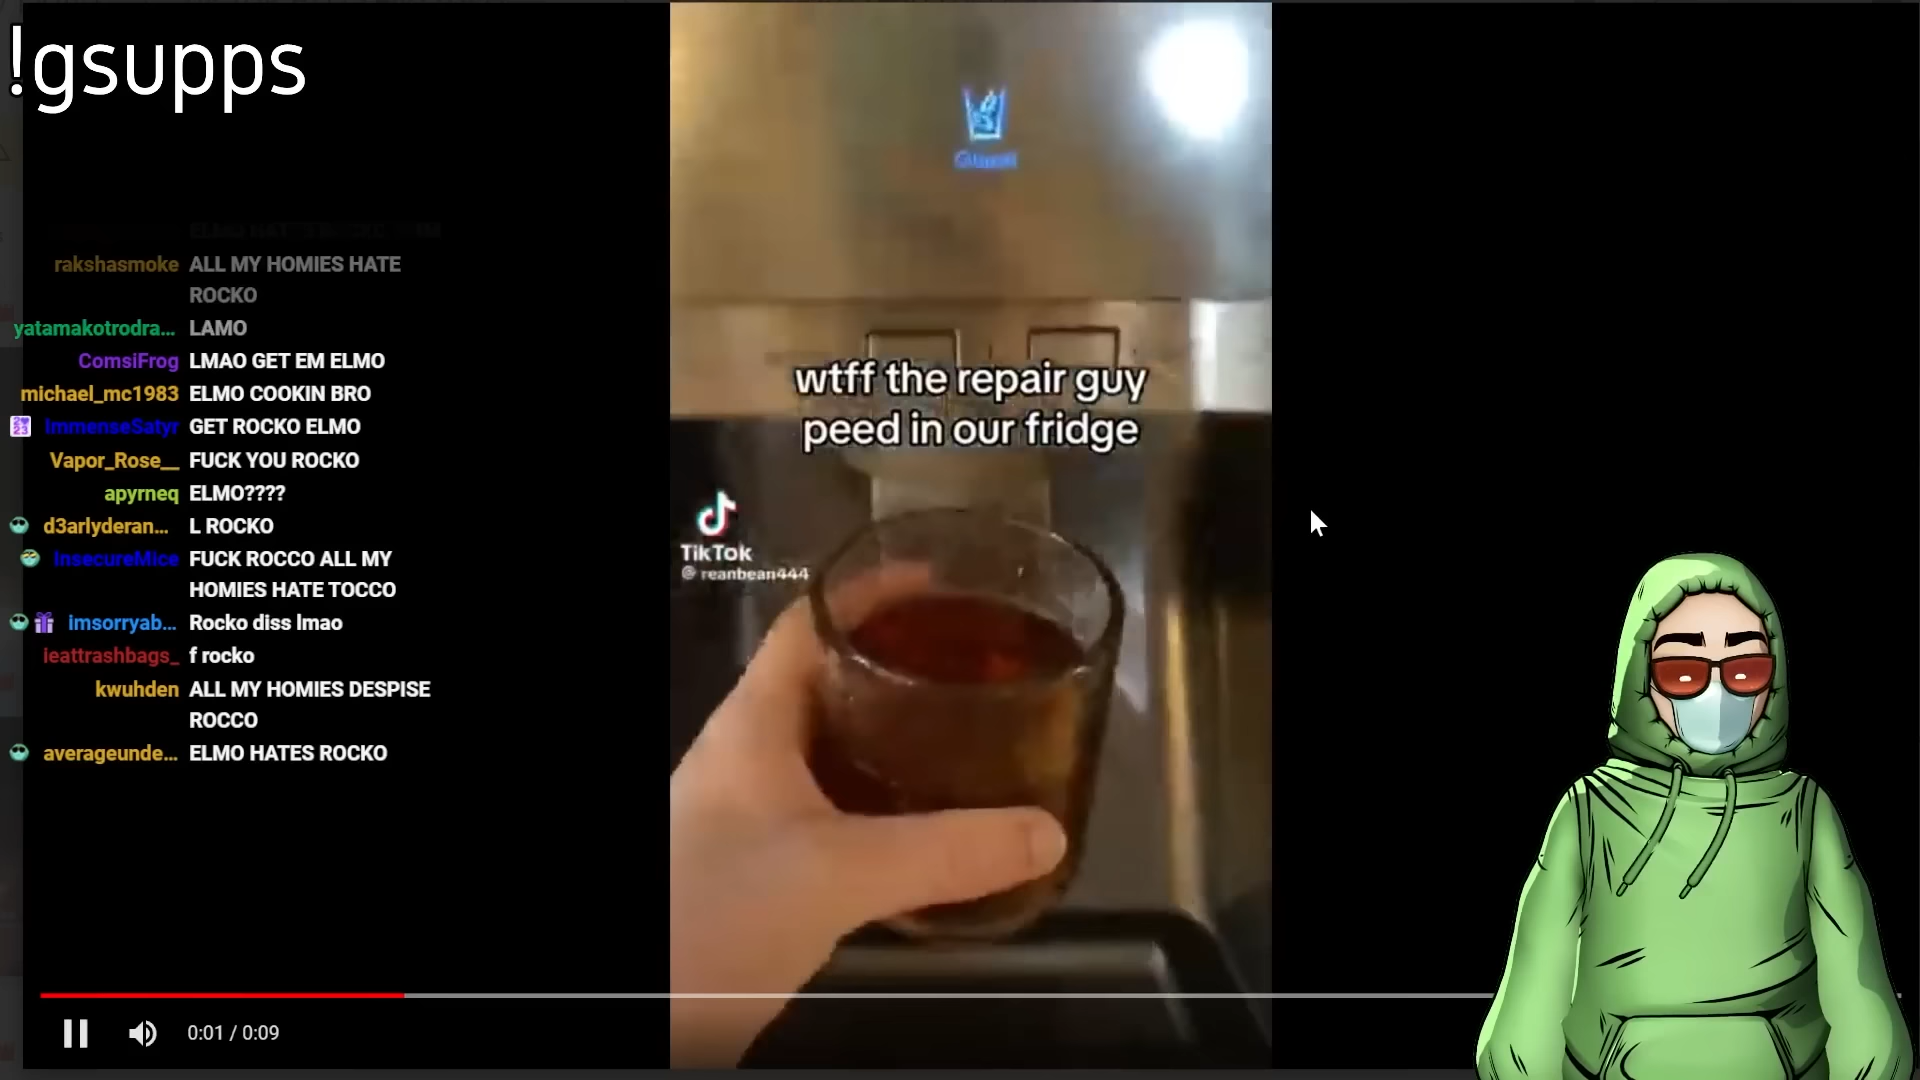 !gsupps
rakshasmoke ALL MY HOMIES HATE
ROCKO
yatamakotrodra... LAMO
ComsiFrog LMAO GET EM ELMO
michael_mc1983 ELMO COOKIN BRO
ImmenseSatyr GET ROCKO ELMO
Vapor_Rose__ FUCK YOU ROCKO
apyrneq ELMO????
d3arlyderan... L ROCKO
InsecureMice FUCK ROCCO ALL MY
HOMIES HATE TOCCO
imsorryab... Rocko diss lmao
ieattrashbags_ f rocko
kwuhden ALL MY HOMIES DESPISE
ROCCO
averageunde... ELMO HATES ROCKO
wtff the repair guy
peed in our fridge
TikTok
@ reanbean444
0:01 / 0:09